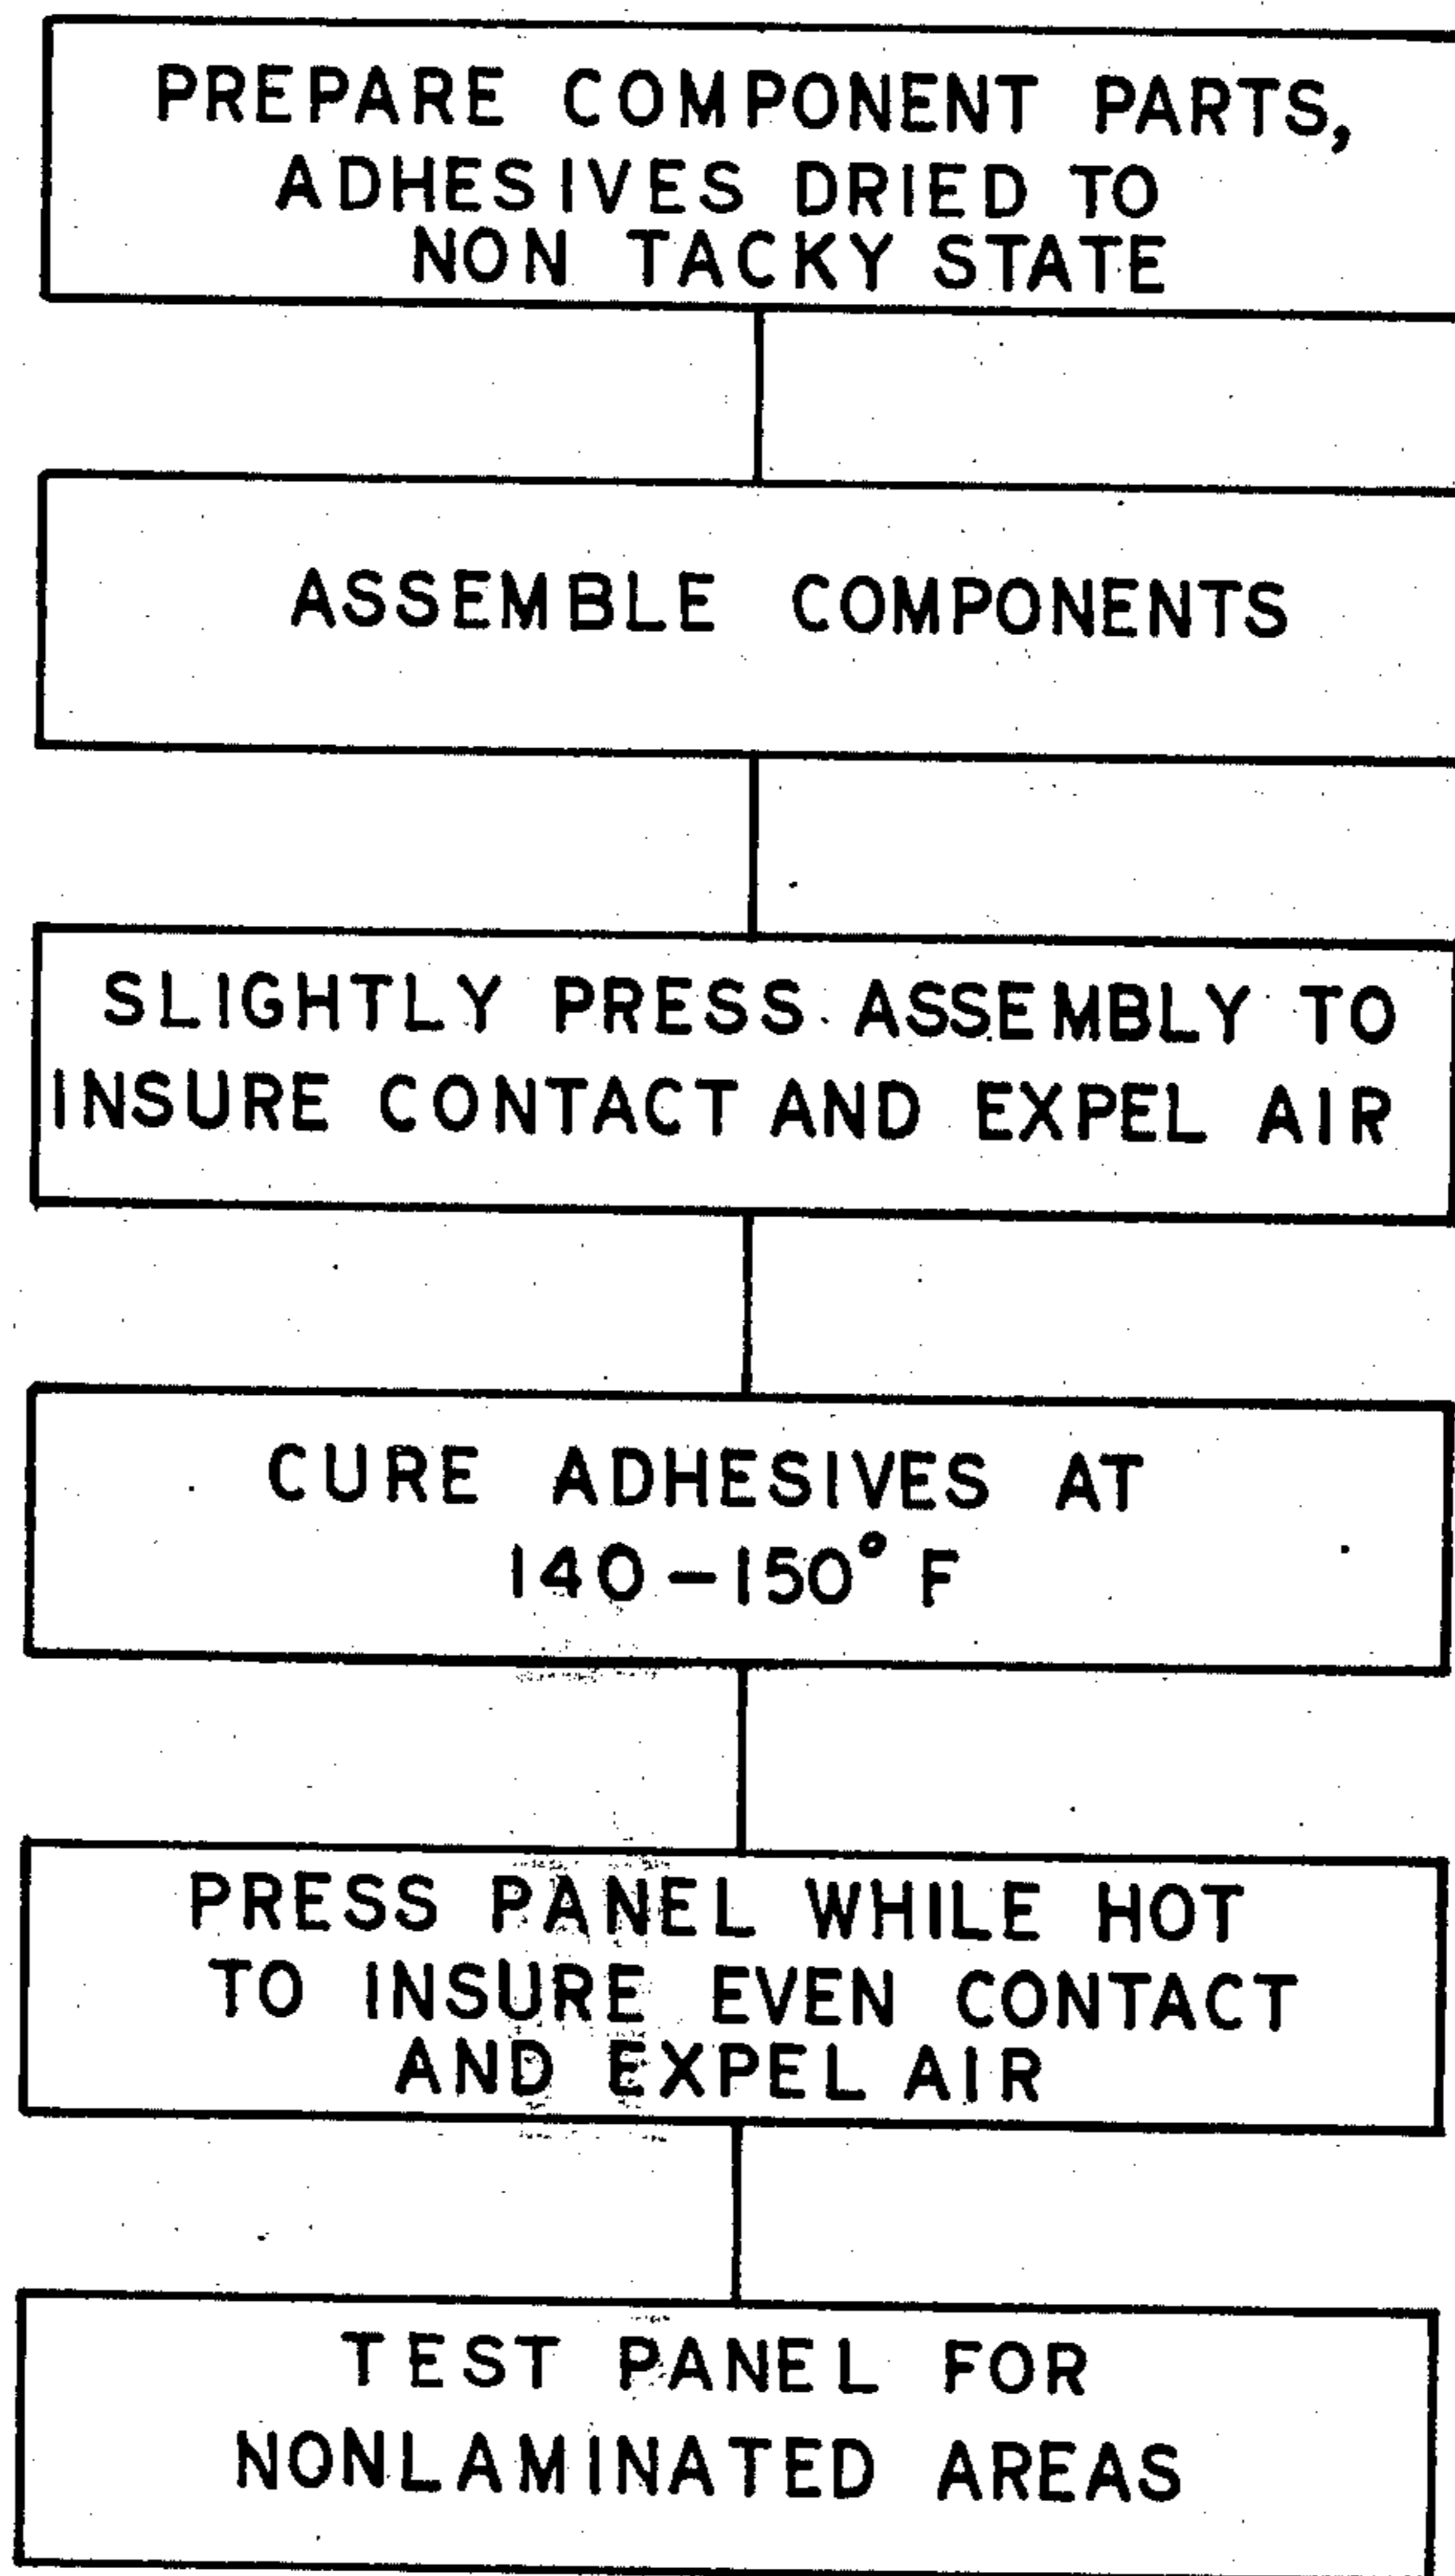 PREPARE COMPONENT PARTS,
ADHESIVES DRIED TO
NON TACKY STATE
ASSEMBLE COMPONENTS
SLIGHTLY PRESS ASSEMBLY TO
INSURE CONTACT AND EXPEL AIR
CURE ADHESIVES AT
140-150° F
PRESS PANEL WHILE HOT
TO INSURE EVEN CONTACT
AND EXPEL AIR
TEST PANEL FOR
NONLAMINATED AREAS